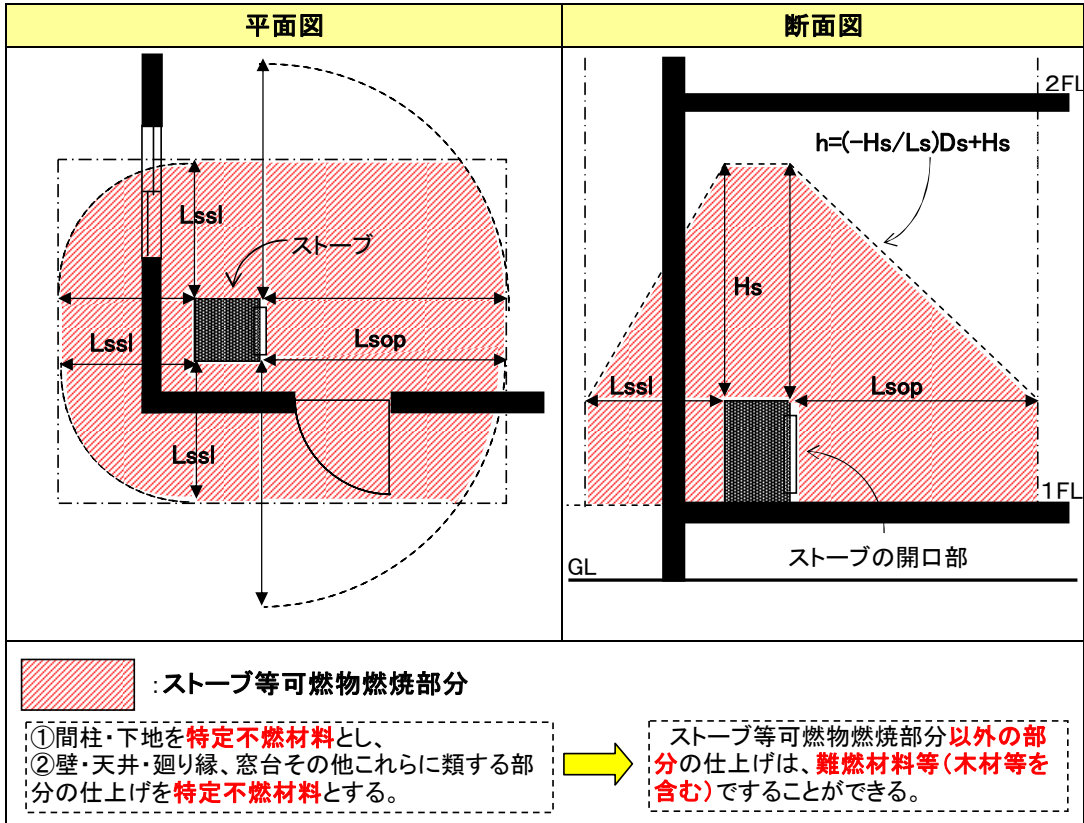 平面図
断面図
Lssl
ストーブ
Lssl
Lsop
Lssl
2FL
h=(-Hs/Ls)Ds+Hs
Hs
Lssl
Lsop
1FL
ストーブの開口部
GL
:ストーブ等可燃物燃焼部分
①間柱・下地を特定不燃材料とし、
②壁・天井・廻り縁、窓台その他これらに類する部
分の仕上げを特定不燃材料とする。
ストーブ等可燃物燃焼部分以外の部
分の仕上げは、難燃材料等(木材等を
含む)ですることができる。